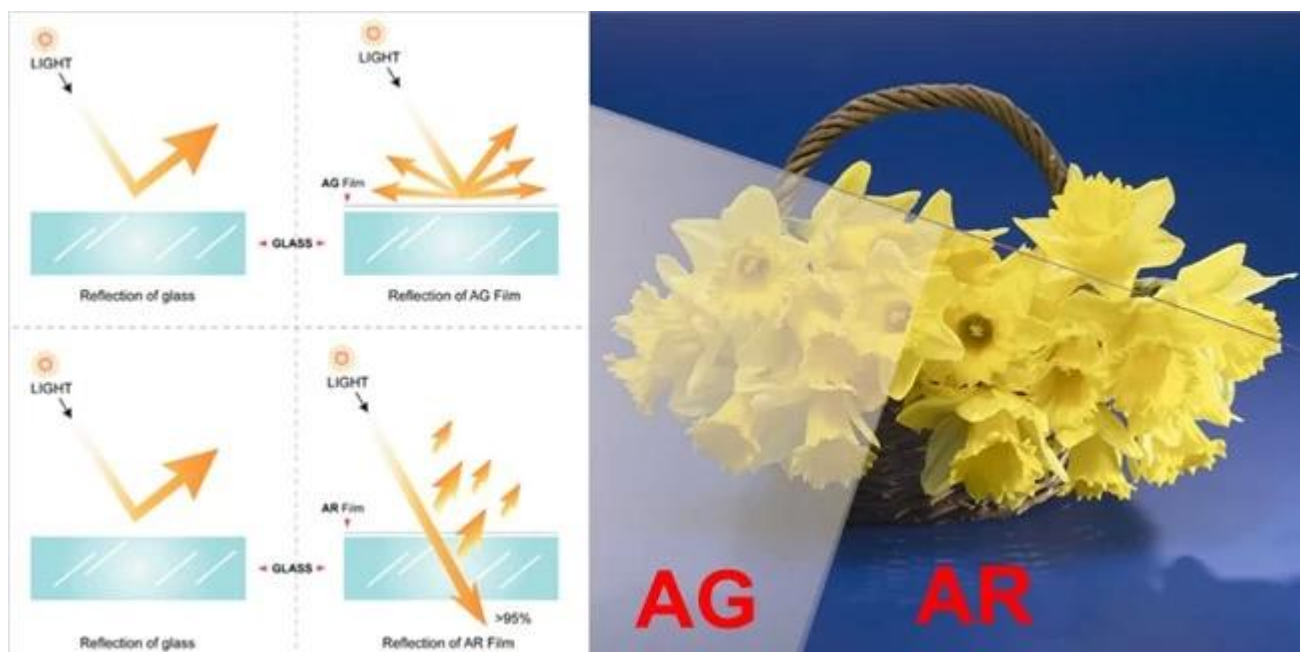 LIGHT
AG Film
GLASS
Reflection of glass
LIGHT
Reflection of AG Film
LIGHT
Reflection of glass
LIGHT
AR Film
GLASS
>95%
Reflection of AR Film
AG
AR